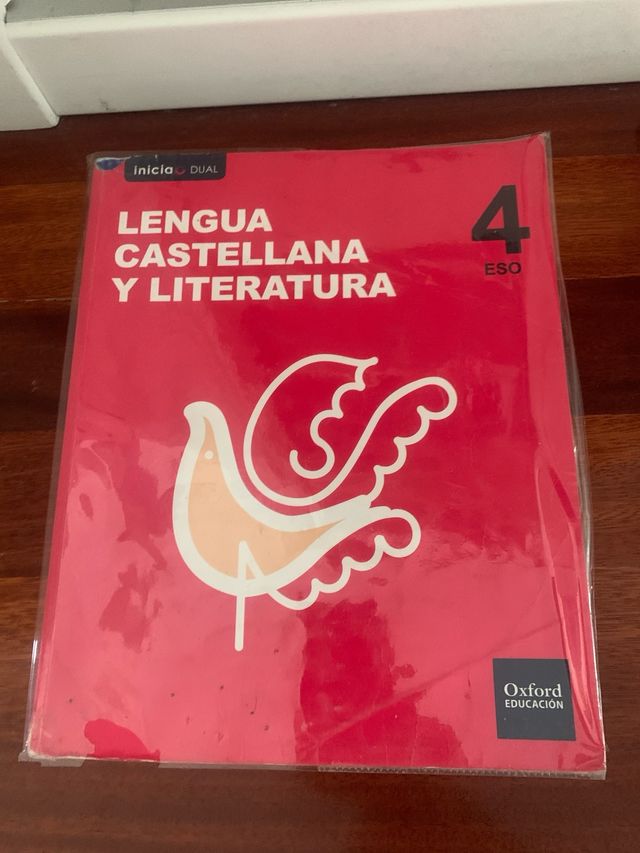 inicia DUAL
LENGUA
CASTELLANA
Y LITERATURA
4
ESO
Oxford
EDUCACIÓN